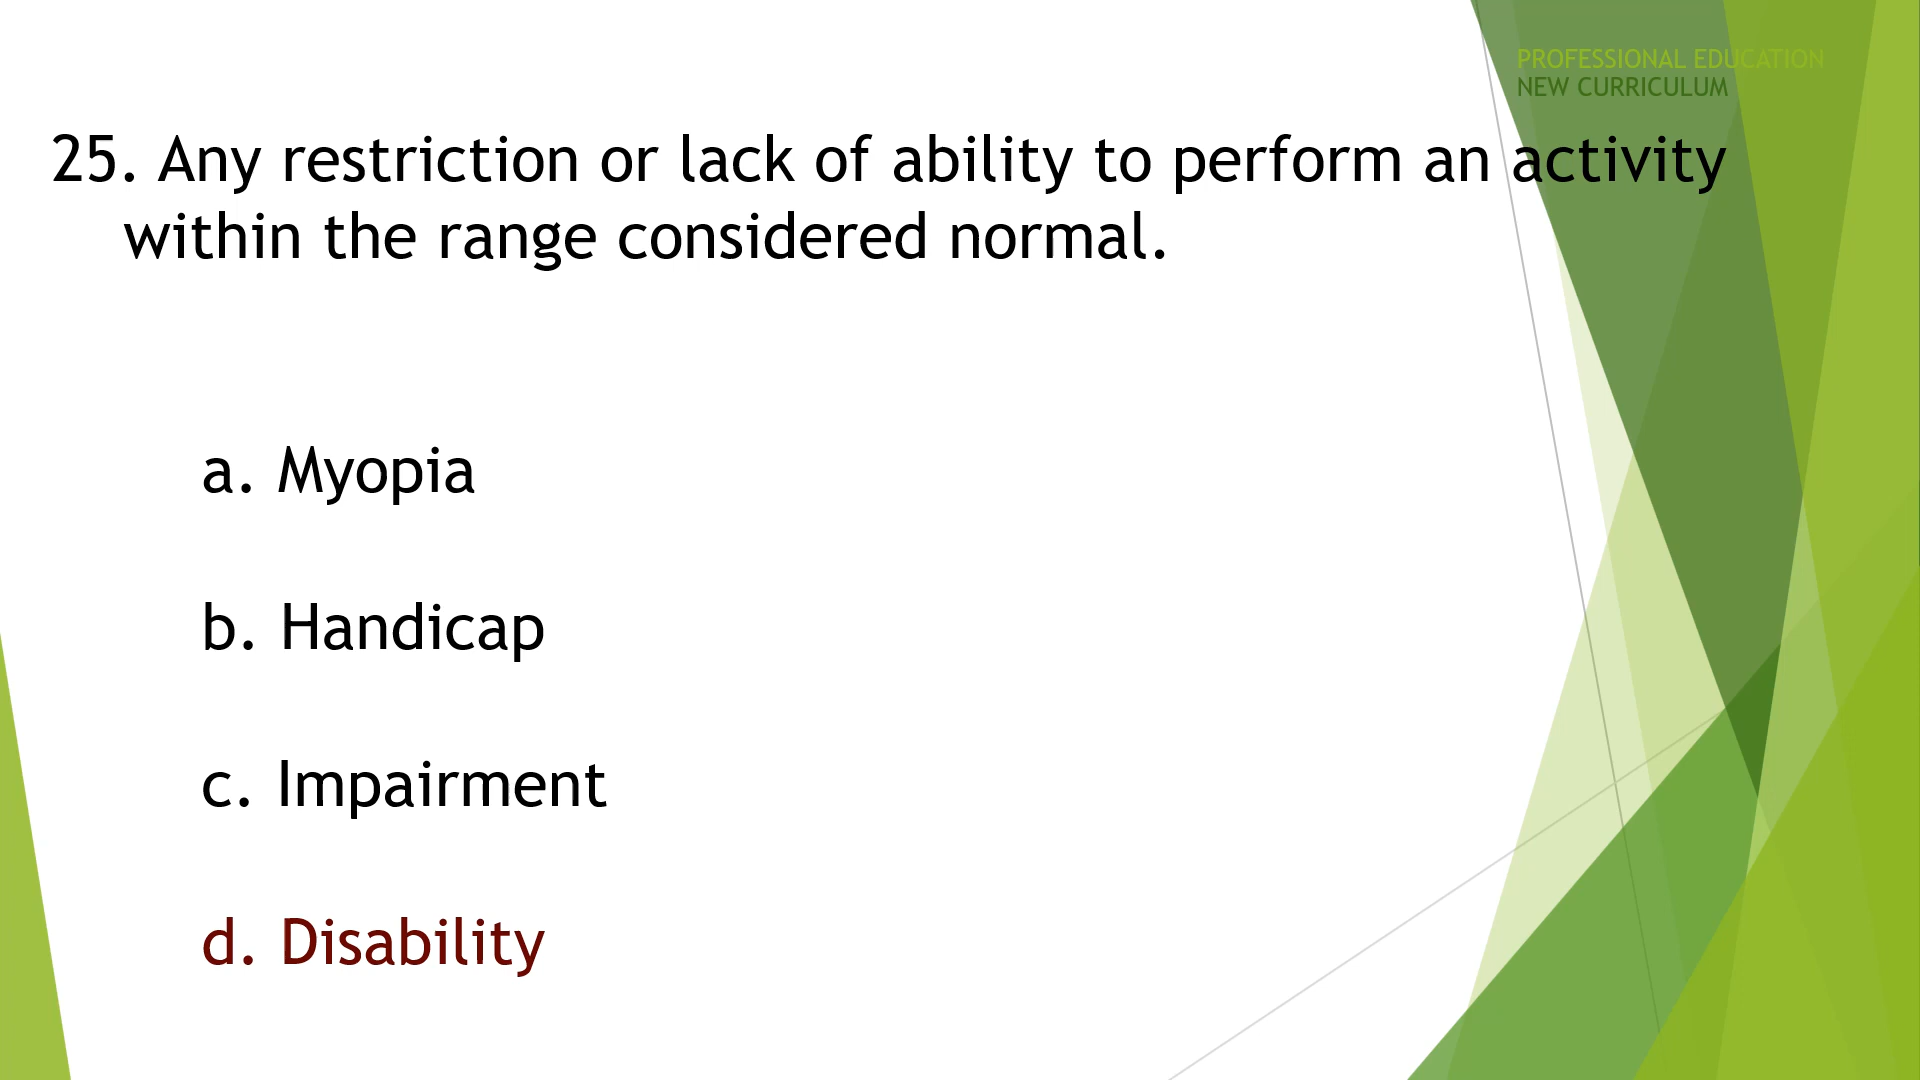 PROFESSIONAL EDUCATION
NEW CURRICULUM
25. Any restriction or lack of ability to perform an activity
within the range considered normal.
a. Myopia
b. Handicap
c. Impairment
d. Disability